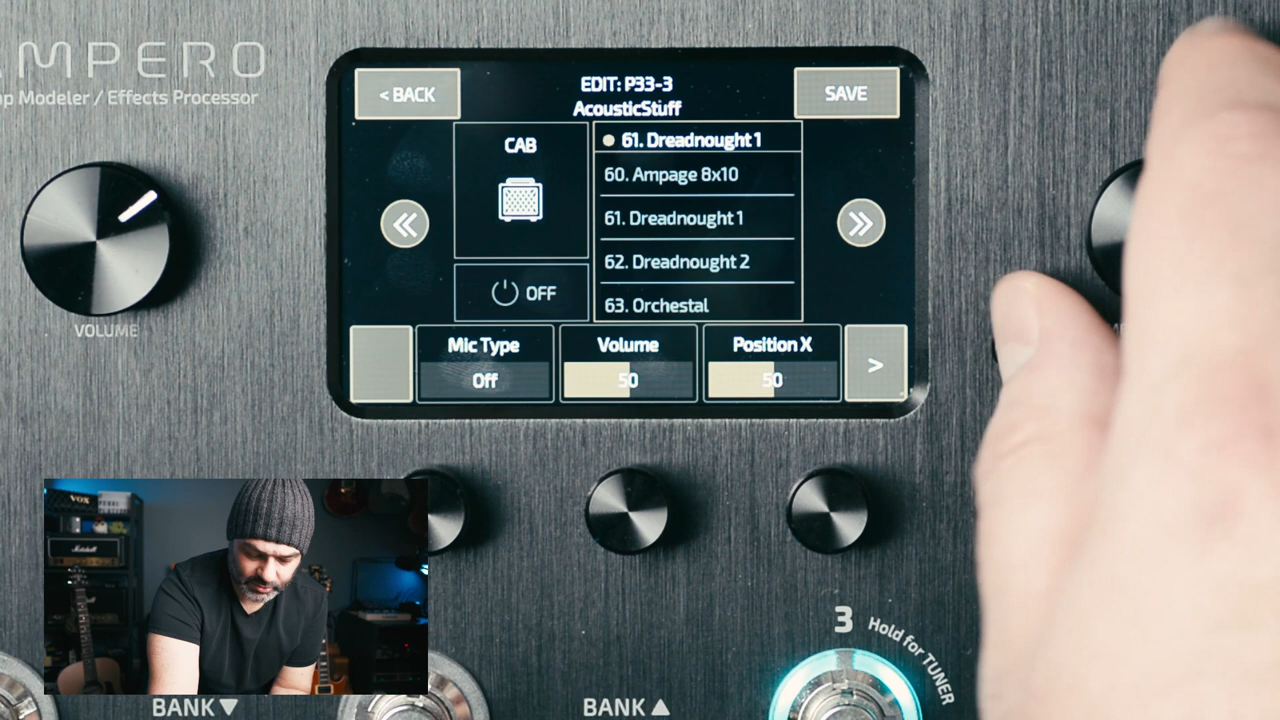 AMPERO
Amp Modeler / Effects Processor
VOLUME
< BACK
EDIT: P33-3
AcousticStuff
SAVE
CAB
OFF
61. Dreadnought 1
60. Ampage 8x10
61. Dreadnought 1
62. Dreadnought 2
63. Orchestal
Mic Type
Off
Volume
50
Position X
50
>
VOX
Marshall
3
Hold for TUNER
BANK▼
BANK▲